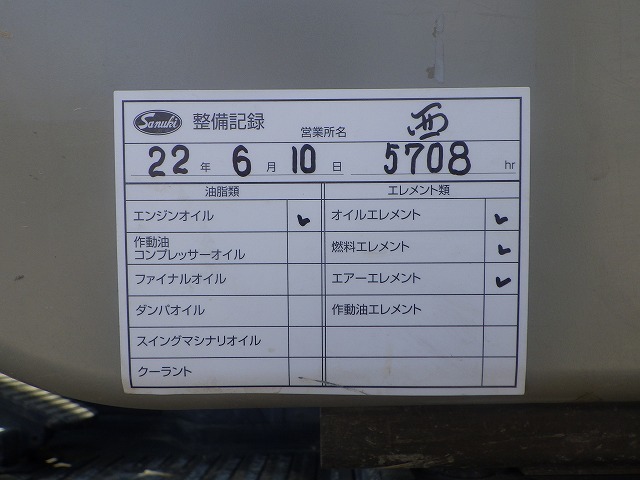 Sanuki 整備記録 営業所名 西
22年 6月 10日 5708 hr
油脂類 エレメント類
エンジンオイル ✓ オイルエレメント ✓
作動油
コンプレッサーオイル 燃料エレメント ✓
ファイナルオイル エアーエレメント ✓
ダンパオイル 作動油エレメント
スイングマシナリオイル
クーラント